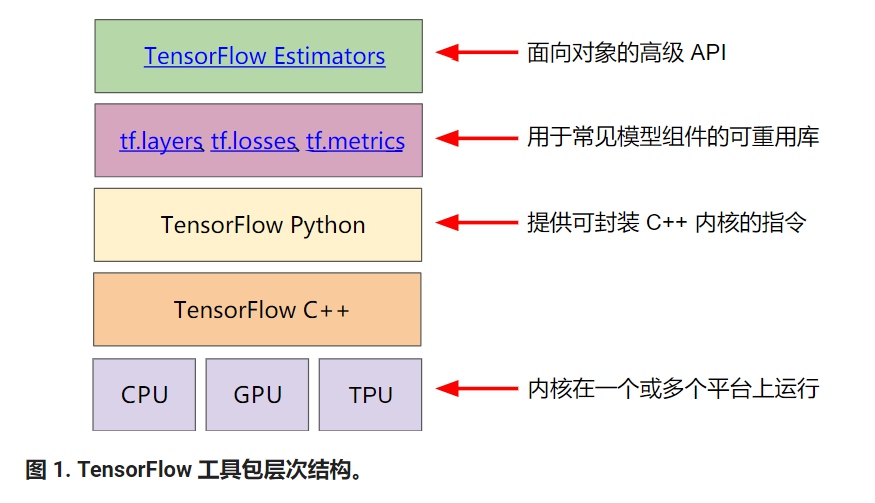 TensorFlow Estimators
面向对象的高级 API
tf.layers, tf.losses, tf.metrics
用于常见模型组件的可重用库
TensorFlow Python
提供可封装 C++ 内核的指令
TensorFlow C++
CPU GPU TPU
内核在一个或多个平台上运行
图 1. TensorFlow 工具包层次结构。